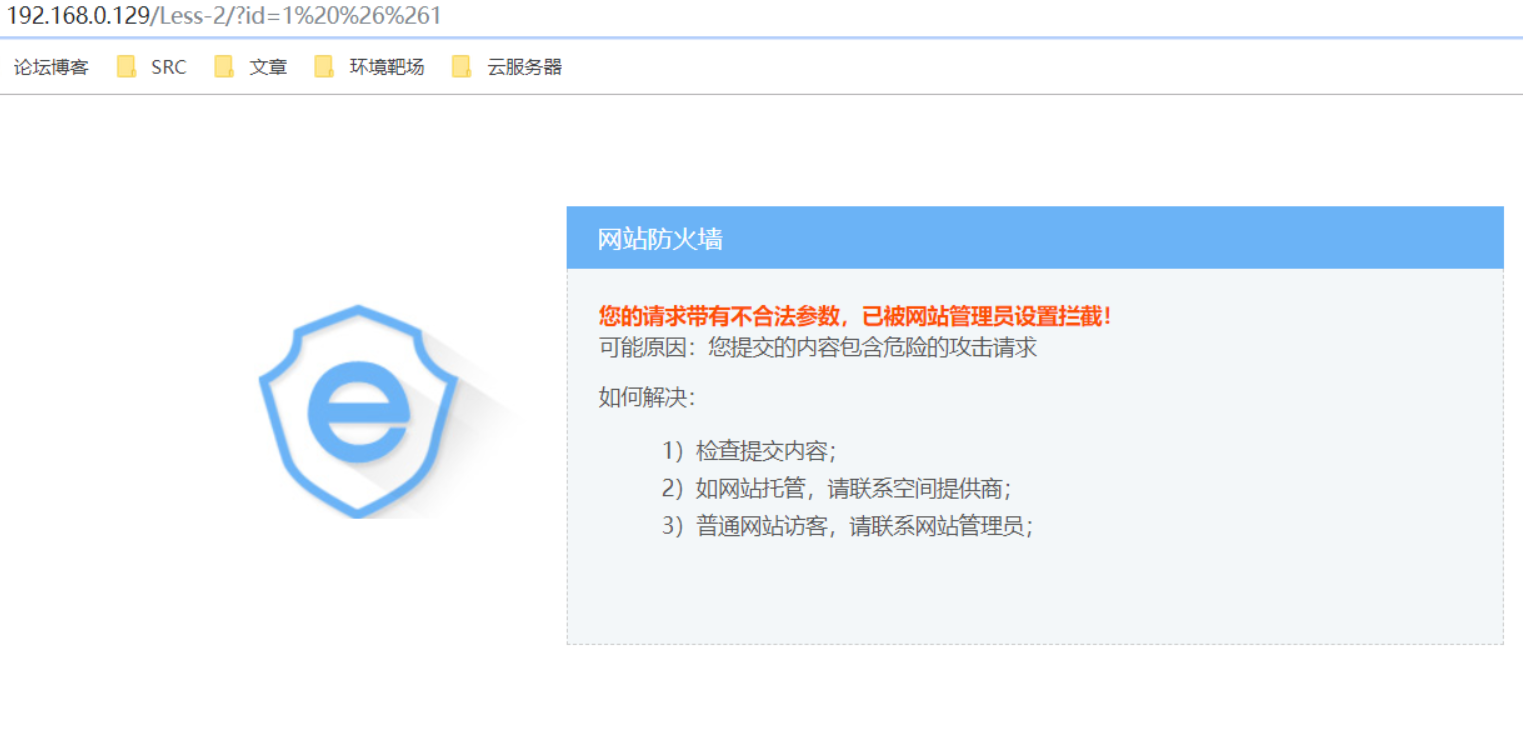 192.168.0.129/Less-2/?id=1%20%26%261
论坛博客 SRC 文章 环境靶场 云服务器
网站防火墙
您的请求带有不合法参数，已被网站管理员设置拦截！
可能原因：您提交的内容包含危险的攻击请求
如何解决：
1）检查提交内容；
2）如网站托管，请联系空间提供商；
3）普通网站访客，请联系网站管理员；